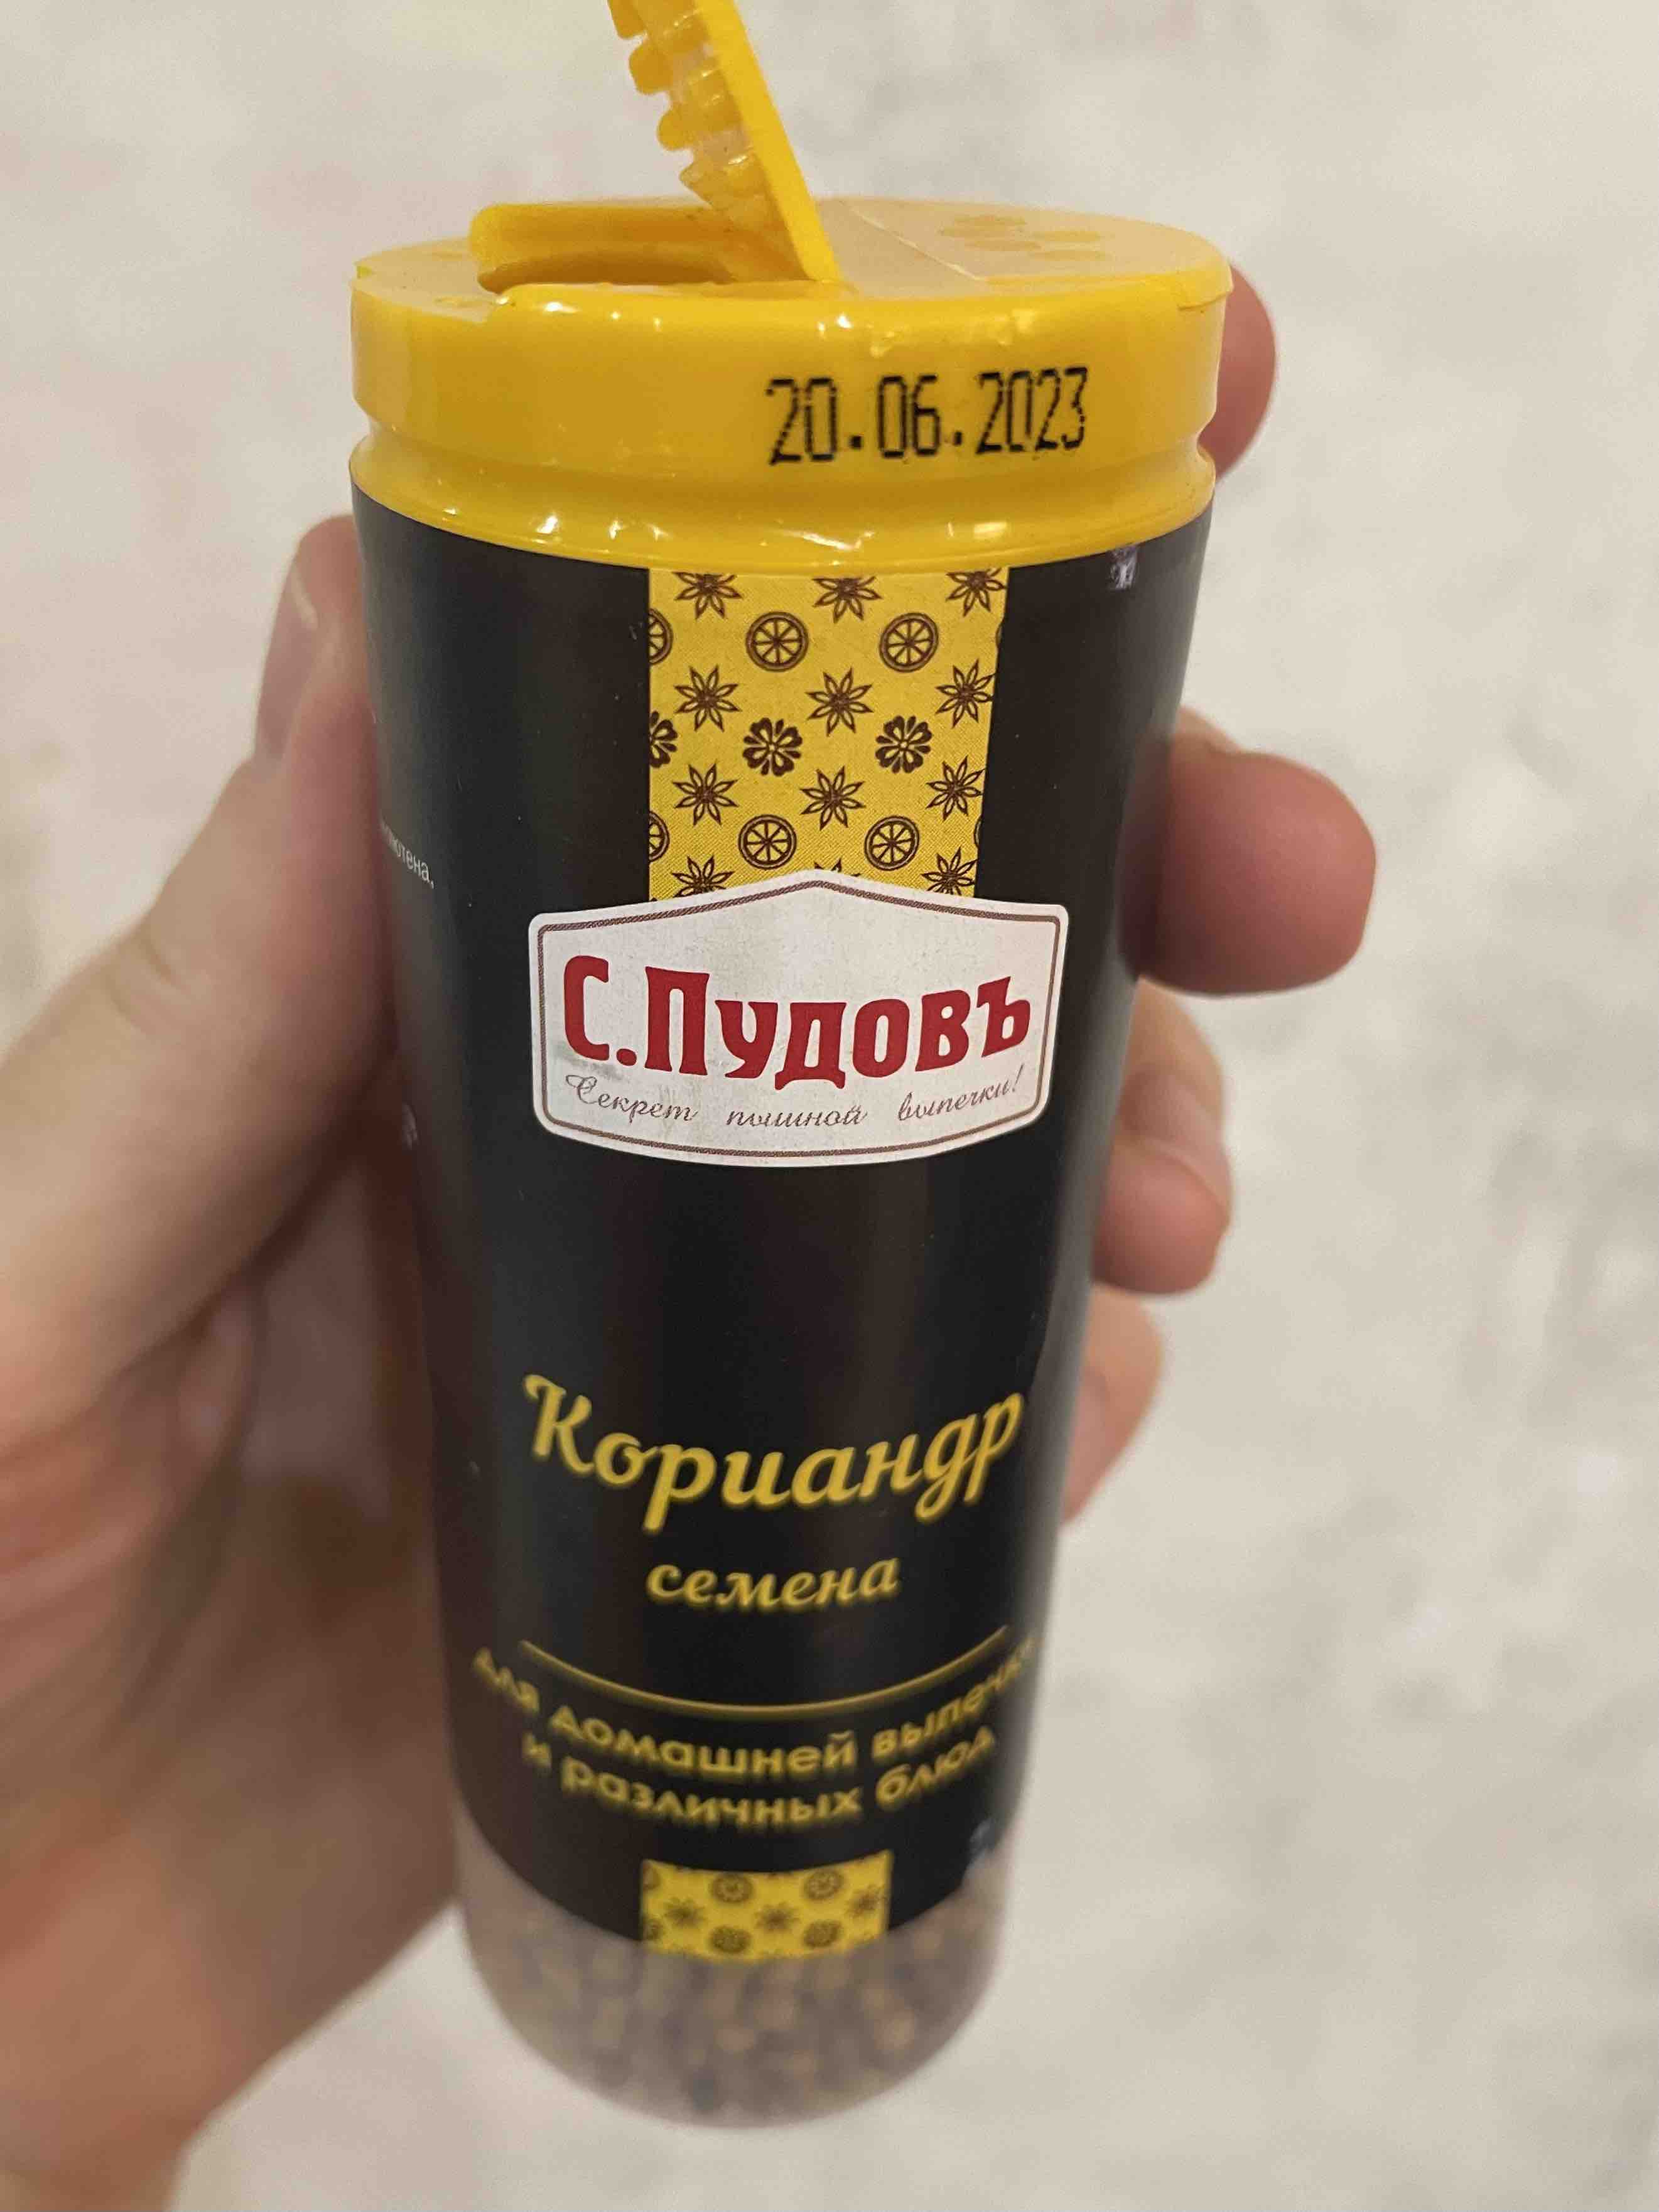 20.06.2023
С.Пудовъ
Секрет пышной выпечки!
Кориандр
семена
для домашней выпечки
и различных блюд